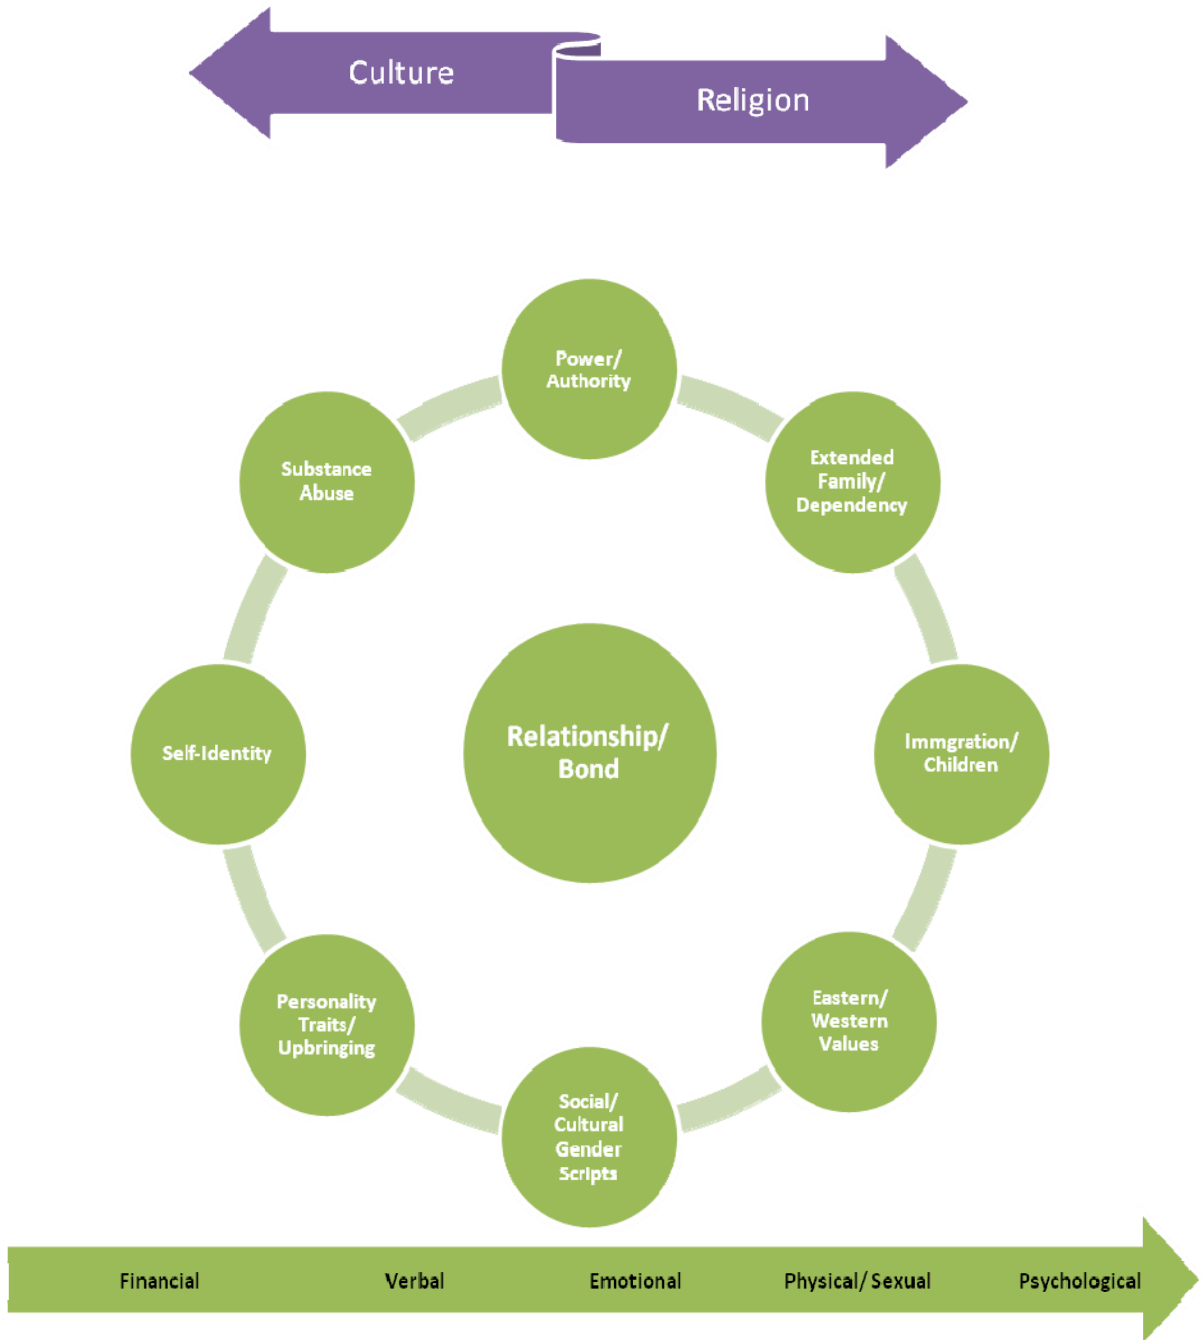 Culture
Religion
Power/
Authority
Extended
Family/
Dependency
Immgration/
Children
Eastern/
Western
Values
Social/
Cultural
Gender
Scripts
Personality
Traits/
Upbringing
Self-Identity
Substance
Abuse
Relationship/
Bond
Financial Verbal Emotional Physical/ Sexual Psychological